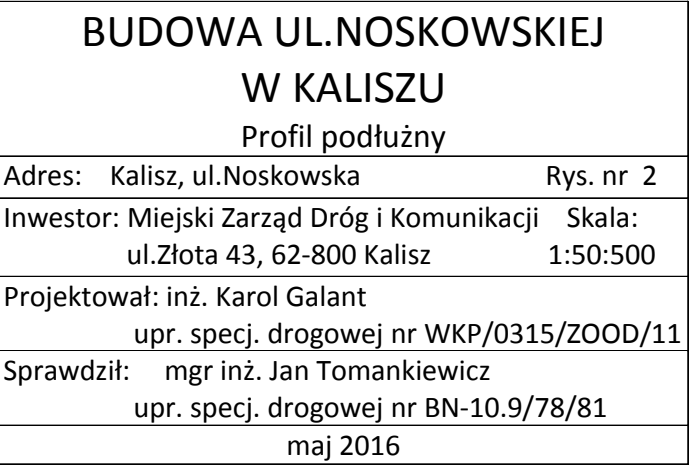 BUDOWA UL.NOSKOWSKIEJ
W KALISZU
Profil podłużny
Adres: Kalisz, ul.Noskowska Rys. nr 2
Inwestor: Miejski Zarząd Dróg i Komunikacji Skala:
ul.Złota 43, 62-800 Kalisz 1:50:500
Projektował: inż. Karol Galant
upr. specj. drogowej nr WKP/0315/ZOOD/11
Sprawdził: mgr inż. Jan Tomankiewicz
upr. specj. drogowej nr BN-10.9/78/81
maj 2016